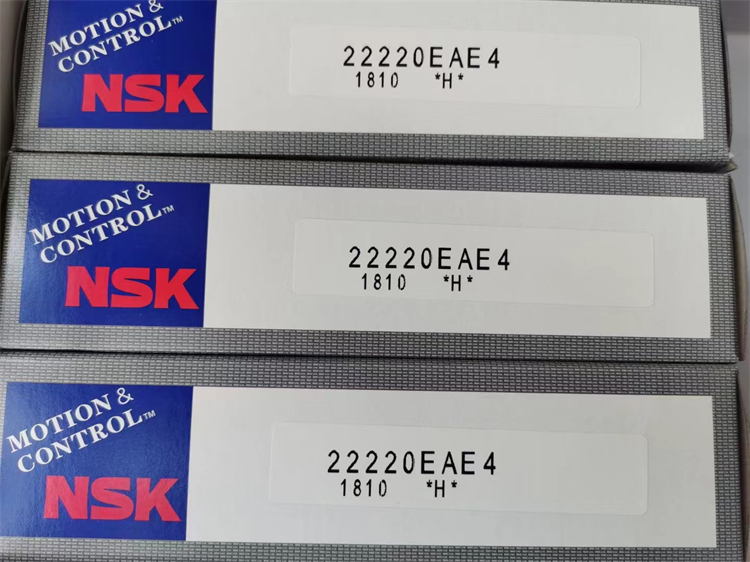 MOTION &
CONTROL™
NSK
22220EAE4
1810 *H*
MOTION &
CONTROL™
NSK
22220EAE4
1810 *H*
MOTION &
CONTROL™
NSK
22220EAE4
1810 *H*